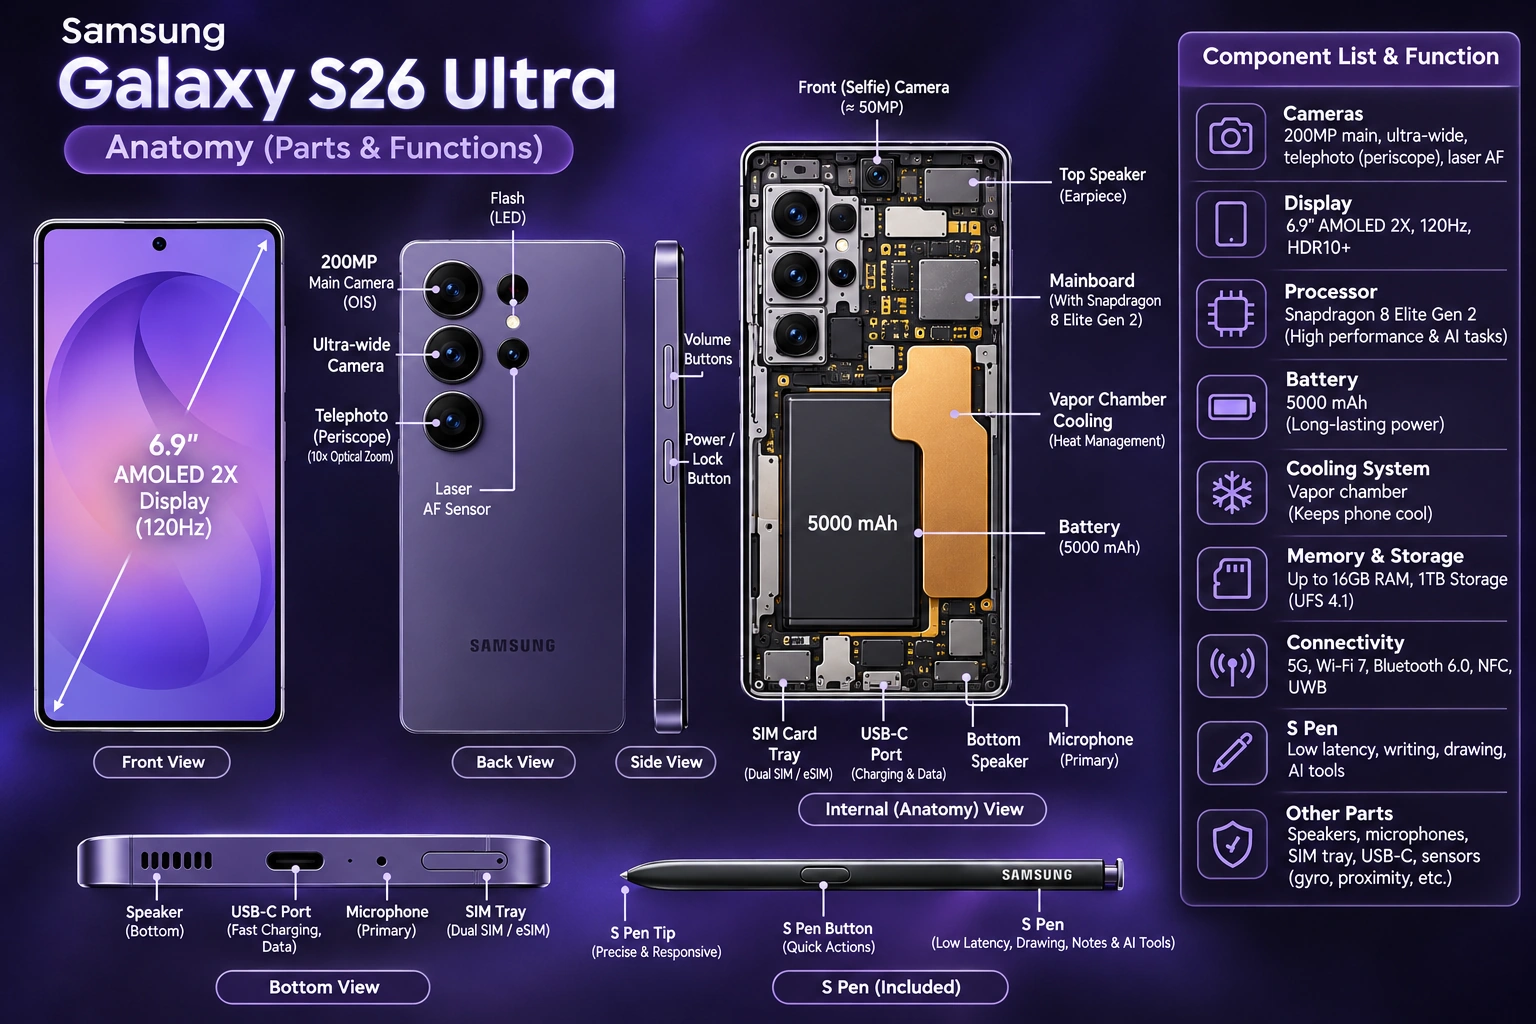 Samsung
Galaxy S26 Ultra
Anatomy (Parts & Functions)
6.9"
AMOLED 2X
Display
(120Hz)
Front View
Flash
(LED)
200MP
Main Camera
(OIS)
Ultra-wide
Camera
Telephoto
(Periscope)
(10x Optical Zoom)
Laser
AF Sensor
SAMSUNG
Back View
Volume
Buttons
Power /
Lock
Button
Side View
Front (Selfie) Camera
(≈ 50MP)
Top Speaker
(Earpiece)
Mainboard
(With Snapdragon
8 Elite Gen 2)
Vapor Chamber
Cooling
(Heat Management)
5000 mAh
Battery
(5000 mAh)
SIM Card
Tray
(Dual SIM / eSIM)
USB-C
Port
(Charging & Data)
Bottom
Speaker
Microphone
(Primary)
Internal (Anatomy) View
Speaker
(Bottom)
USB-C Port
(Fast Charging,
Data)
Microphone
(Primary)
SIM Tray
(Dual SIM / eSIM)
Bottom View
SAMSUNG
S Pen Tip
(Precise & Responsive)
S Pen Button
(Quick Actions)
S Pen
(Low Latency, Drawing, Notes & AI Tools)
S Pen (Included)
Component List & Function
Cameras
200MP main, ultra-wide,
telephoto (periscope), laser AF
Display
6.9" AMOLED 2X, 120Hz,
HDR10+
Processor
Snapdragon 8 Elite Gen 2
(High performance & AI tasks)
Battery
5000 mAh
(Long-lasting power)
Cooling System
Vapor chamber
(Keeps phone cool)
Memory & Storage
Up to 16GB RAM, 1TB Storage
(UFS 4.1)
Connectivity
5G, Wi-Fi 7, Bluetooth 6.0, NFC,
UWB
S Pen
Low latency, writing, drawing,
AI tools
Other Parts
Speakers, microphones,
SIM tray, USB-C, sensors
(gyro, proximity, etc.)